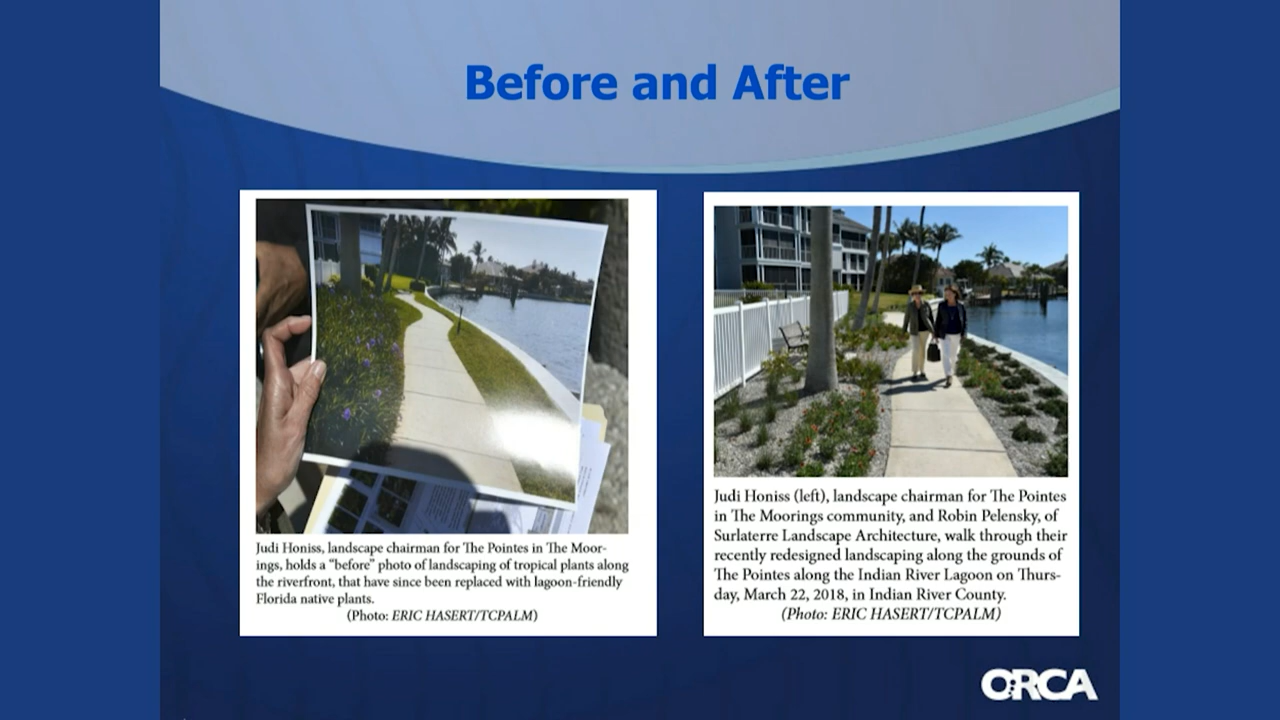 Before and After
Judi Honiss, landscape chairman for The Pointes in The Moor-
ings, holds a “before” photo of landscaping of tropical plants along
the riverfront, that have since been replaced with lagoon-friendly
Florida native plants.
(Photo: ERIC HASERT/TCPALM)
Judi Honiss (left), landscape chairman for The Pointes
in The Moorings community, and Robin Pelensky, of
Surlaterre Landscape Architecture, walk through their
recently redesigned landscaping along the grounds of
The Pointes along the Indian River Lagoon on Thurs-
day, March 22, 2018, in Indian River County.
(Photo: ERIC HASERT/TCPALM)
ORCA